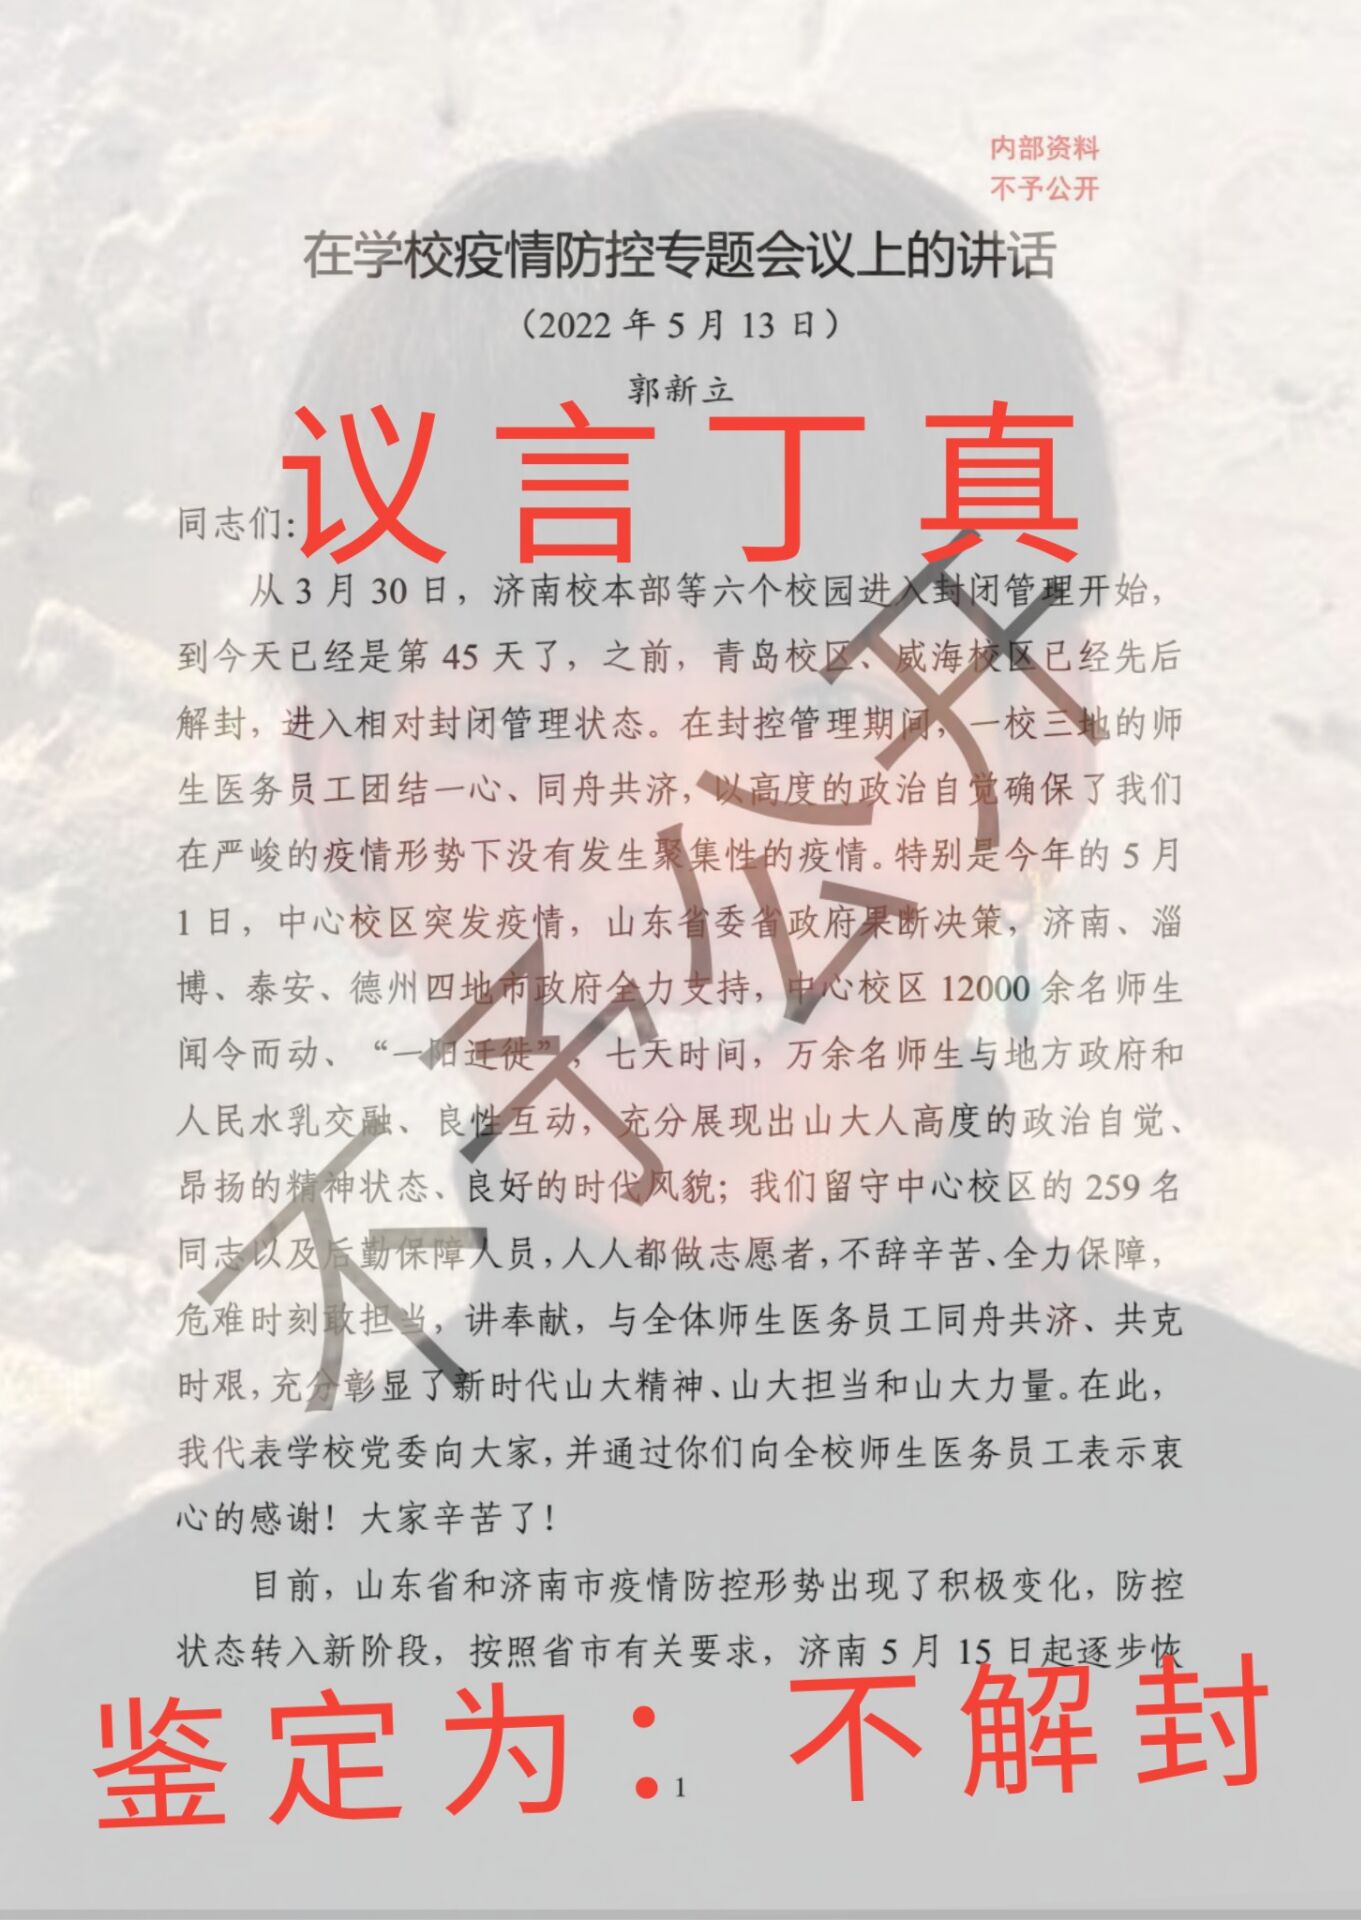 内部资料
不予公开
在学校疫情防控专题会议上的讲话
（2022 年 5 月 13 日）
郭新立
议言丁真
同志们：
从 3 月 30 日，济南校本部等六个校园进入封闭管理开始，
到今天已经是第 45 天了，之前，青岛校区、威海校区已经先后
解封，进入相对封闭管理状态。在封控管理期间，一校三地的师
生医务员工团结一心、同舟共济，以高度的政治自觉确保了我们
在严峻的疫情形势下没有发生聚集性的疫情。特别是今年的 5 月
1 日，中心校区突发疫情，山东省委省政府果断决策，济南、淄
博、泰安、德州四地市政府全力支持，中心校区 12000 余名师生
闻令而动、“一阳迁徙”，七天时间，万余名师生与地方政府和
人民水乳交融、良性互动，充分展现出山大人高度的政治自觉、
昂扬的精神状态、良好的时代风貌；我们留守中心校区的 259 名
同志以及后勤保障人员，人人都做志愿者，不辞辛苦、全力保障，
危难时刻敢担当，讲奉献，与全体师生医务员工同舟共济、共克
时艰，充分彰显了新时代山大精神、山大担当和山大力量。在此，
我代表学校党委向大家，并通过你们向全校师生医务员工表示衷
心的感谢！大家辛苦了！
目前，山东省和济南市疫情防控形势出现了积极变化，防控
状态转入新阶段，按照省市有关要求，济南 5 月 15 日起逐步恢
不予公开
鉴定为：不解封
1